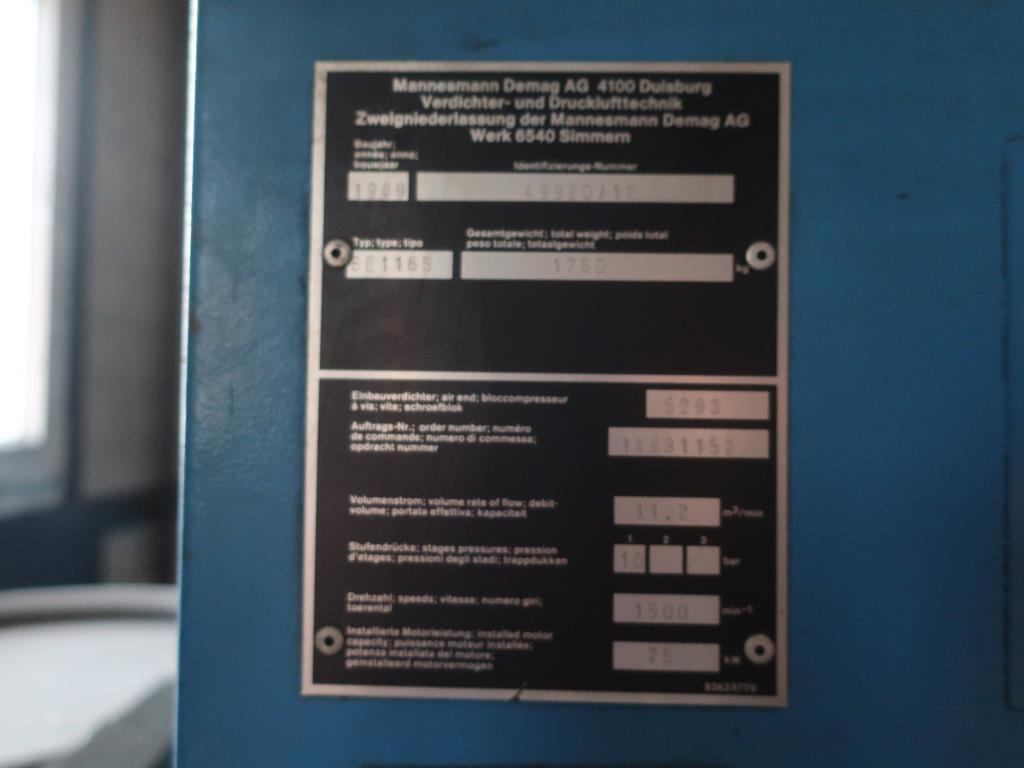 Mannesmann Demag AG 4100 Duisburg
Verdichter- und Drucklufttechnik
Zweigniederlassung der Mannesmann Demag AG
Werk 6540 Simmern
Baujahr;
année; anno;
bouwjaar
Identifizierungs-Nummer
1989
49920/12
Typ; type; tipo
Gesamtgewicht; total weight; poids total
peso totale; totaalgewicht
SE116S
1750 kg
Einbauverdichter; air end; bloccompresseur
à vis; vite; schroefblok
5293
Auftrags-Nr.; order number; numéro
de commande; numero di commessa;
opdracht nummer
14891152
Volumenstrom; volume rate of flow; debit-
volume; portata effettiva; kapaciteit
11.2 m³/min
Stufendrücke; stages pressures; pression
d'etages; pressioni degli stadi; trappdukken
1 2 3
10 bar
Drehzahl; speeds; vitesse; numero giri;
toerental
1500 min⁻¹
Installierte Motorleistung; installed motor
capacity; puissance moteur installée;
potenza installata del motore;
geinstalleerd motorvermogen
75 kW